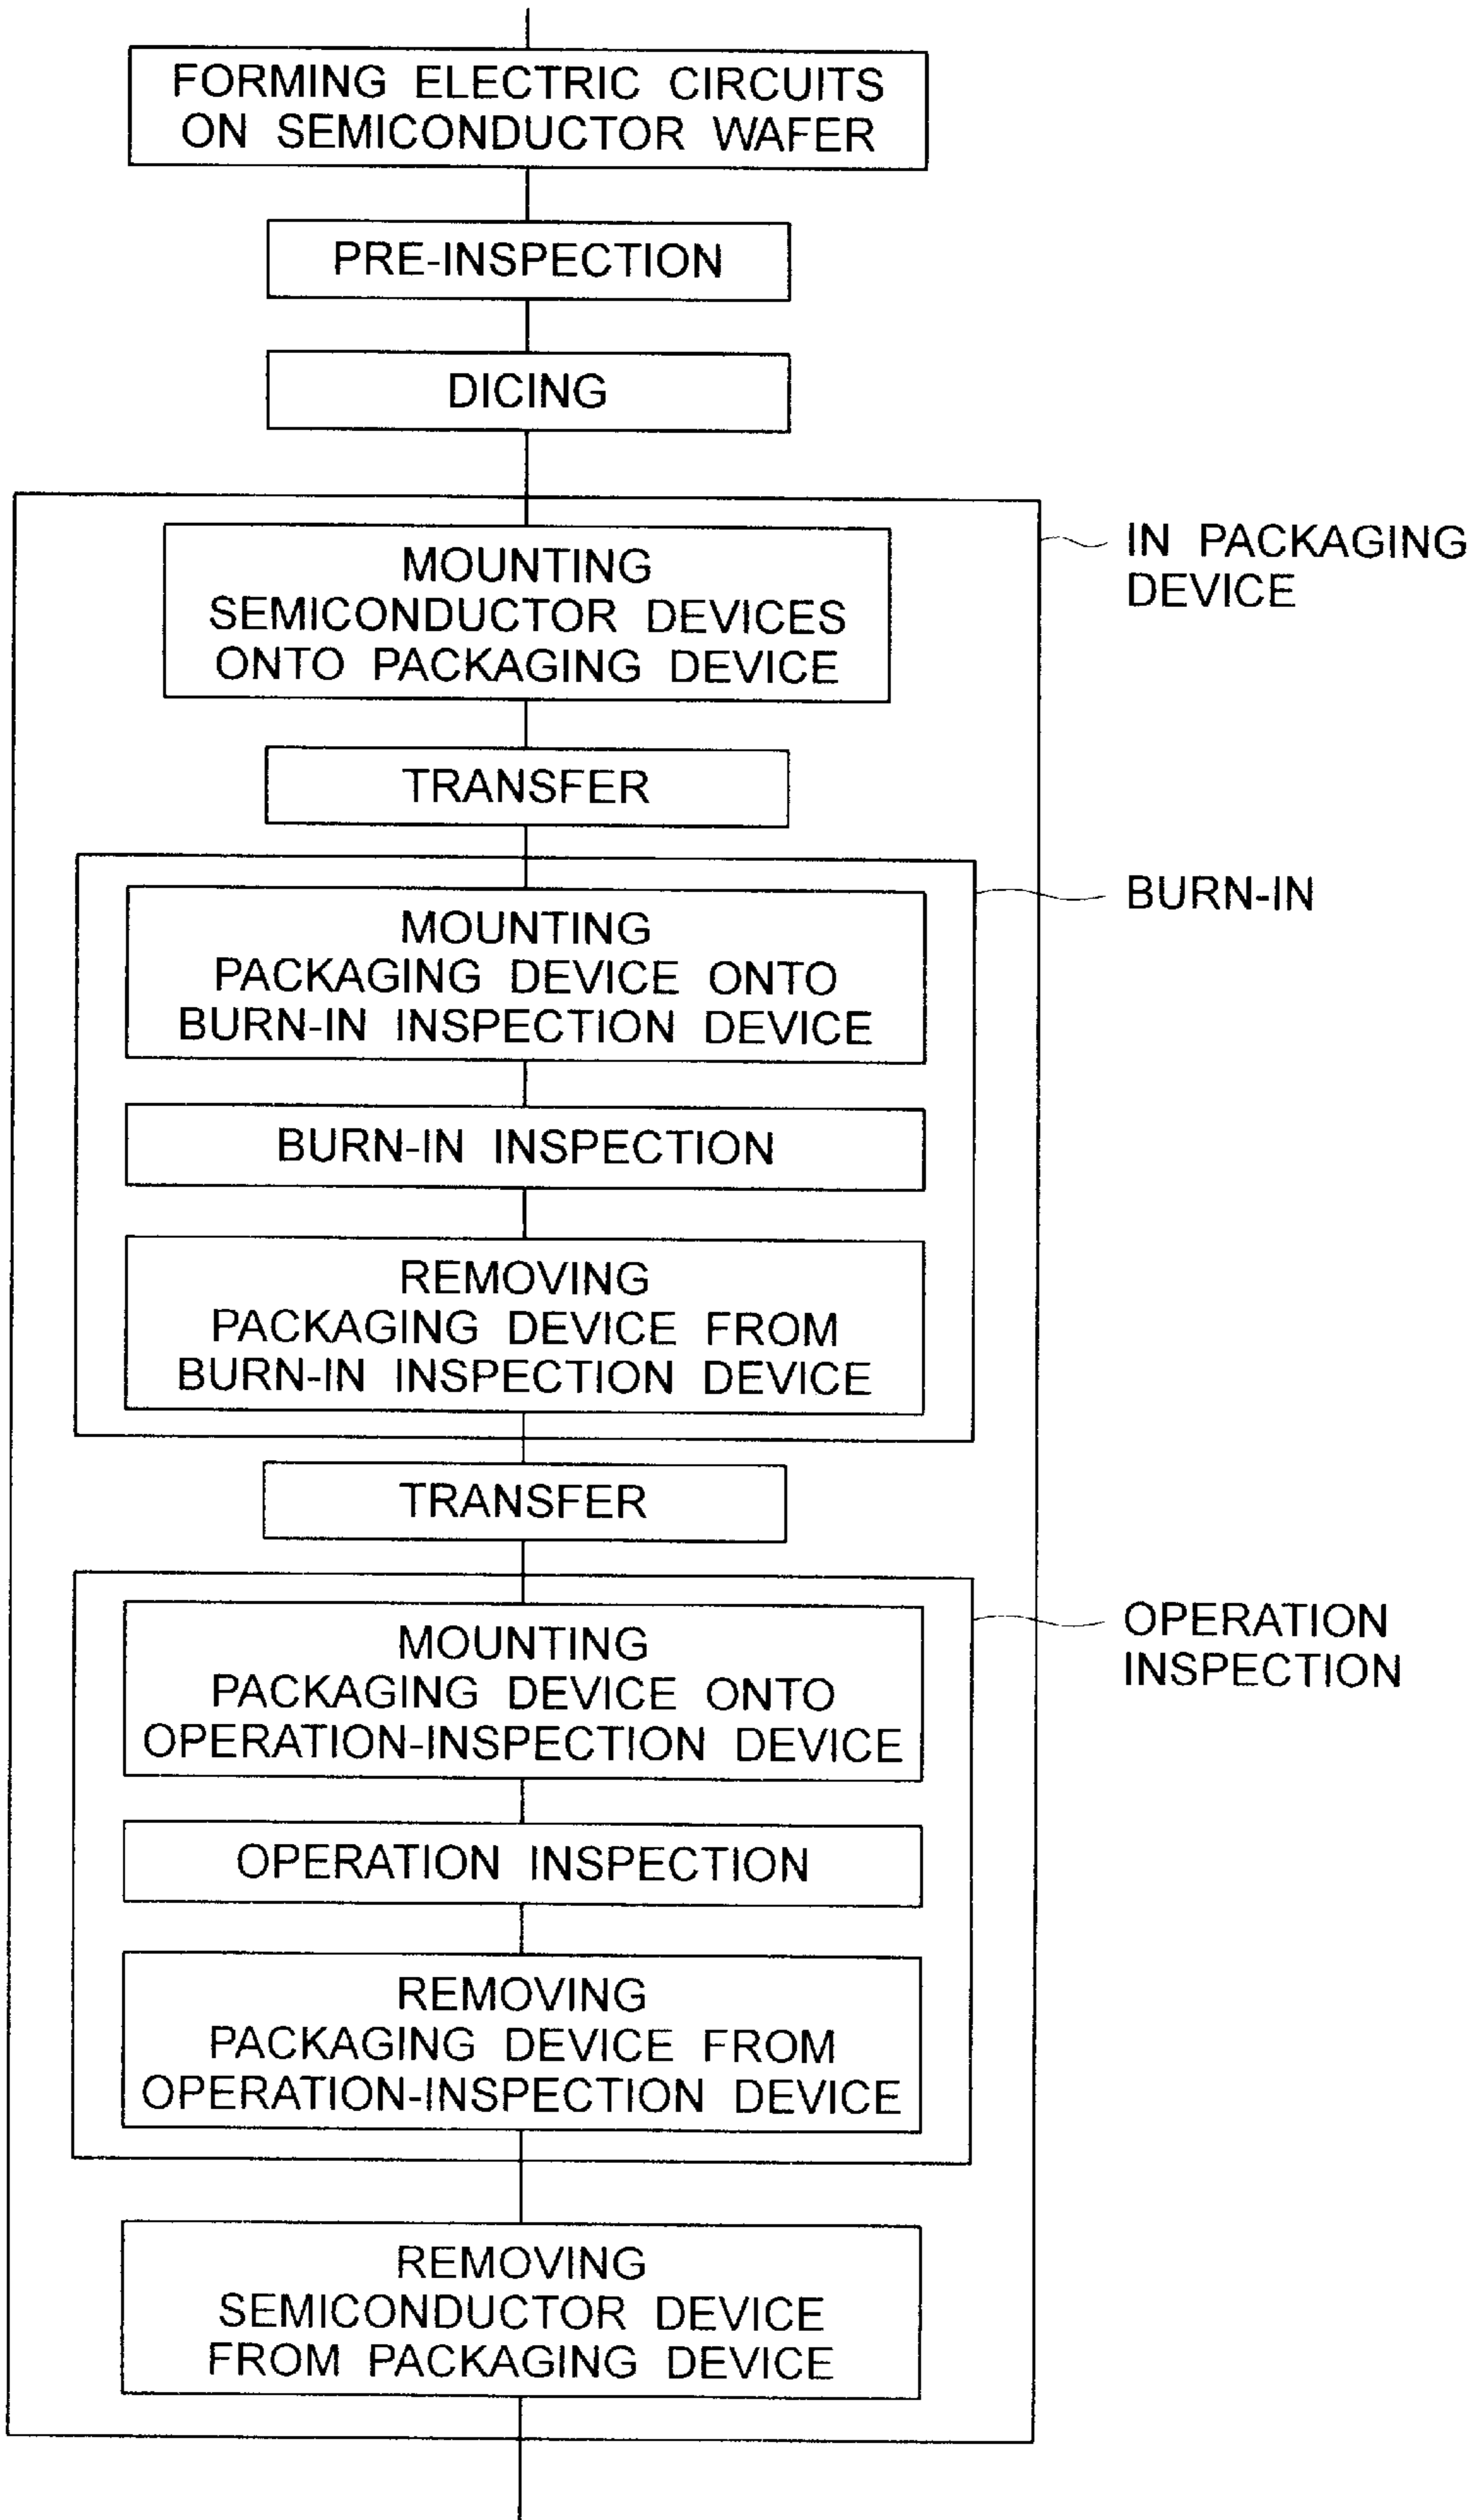 FORMING ELECTRIC CIRCUITS
ON SEMICONDUCTOR WAFER
PRE-INSPECTION
DICING
IN PACKAGING
DEVICE
MOUNTING
SEMICONDUCTOR DEVICES
ONTO PACKAGING DEVICE
TRANSFER
BURN-IN
MOUNTING
PACKAGING DEVICE ONTO
BURN-IN INSPECTION DEVICE
BURN-IN INSPECTION
REMOVING
PACKAGING DEVICE FROM
BURN-IN INSPECTION DEVICE
TRANSFER
OPERATION
INSPECTION
MOUNTING
PACKAGING DEVICE ONTO
OPERATION-INSPECTION DEVICE
OPERATION INSPECTION
REMOVING
PACKAGING DEVICE FROM
OPERATION-INSPECTION DEVICE
REMOVING
SEMICONDUCTOR DEVICE
FROM PACKAGING DEVICE